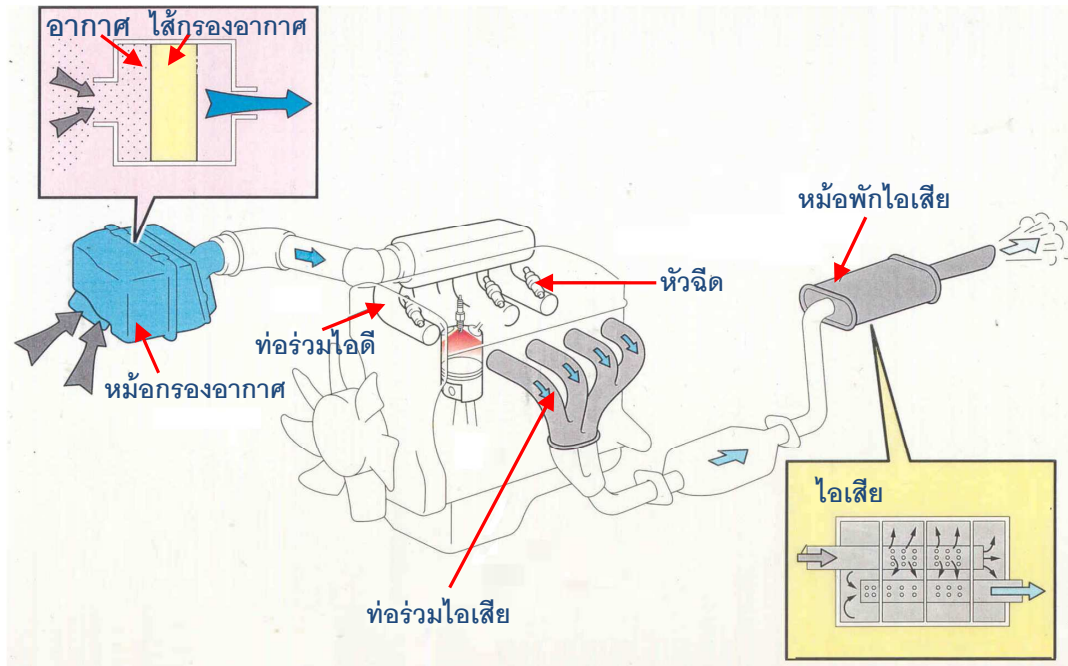 อากาศ ไส้กรองอากาศ
หม้อพักไอเสีย
หัวฉีด
ท่อร่วมไอดี
หม้อกรองอากาศ
ไอเสีย
ท่อร่วมไอเสีย